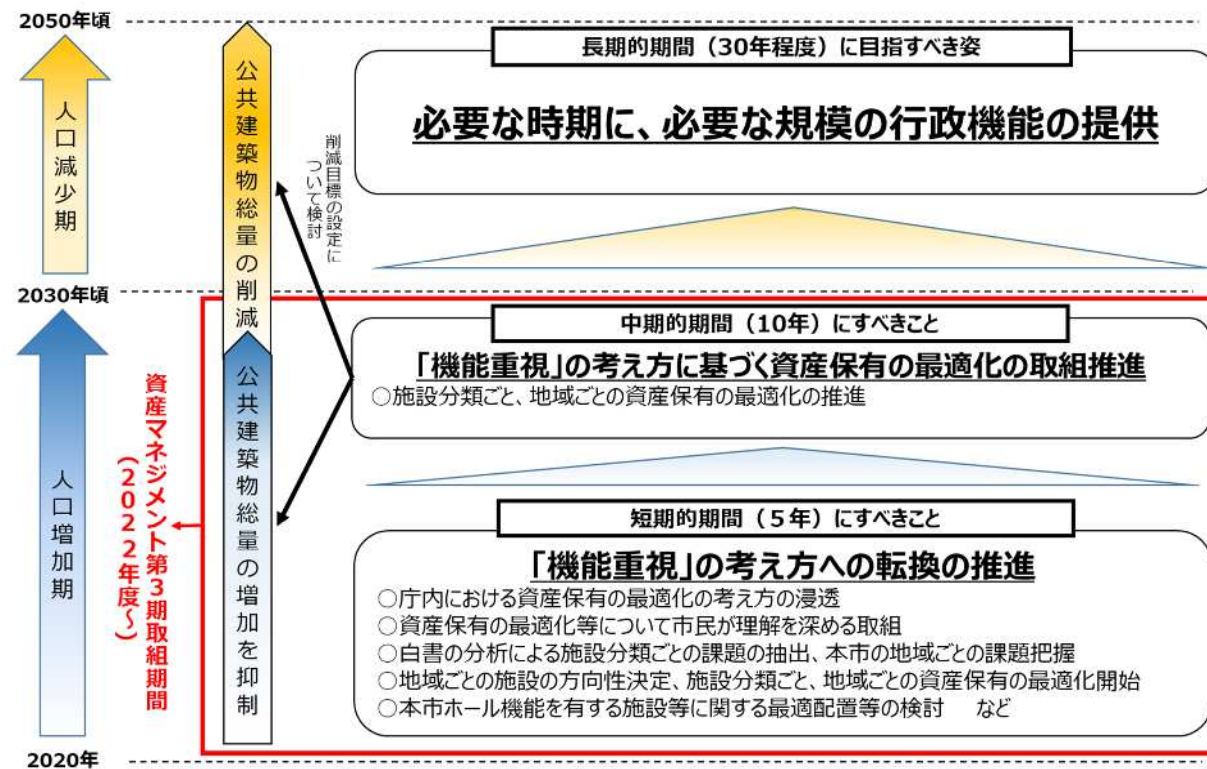 2050年頃
人口減少期
2030年頃
人口増加期
2020年
資産マネジメント第3期取組期間
(2022年度~)
公共建築物総量の削減
公共建築物総量の増加を抑制
削減目標の設定に
ついて検討
長期的期間(30年程度)に目指すべき姿
必要な時期に、必要な規模の行政機能の提供
中期的期間(10年)にすべきこと
「機能重視」の考え方に基づく資産保有の最適化の取組推進
○施設分類ごと、地域ごとの資産保有の最適化の推進
短期的期間(5年)にすべきこと
「機能重視」の考え方への転換の推進
○庁内における資産保有の最適化の考え方の浸透
○資産保有の最適化等について市民が理解を深める取組
○白書の分析による施設分類ごとの課題の抽出、本市の地域ごとの課題把握
○地域ごとの施設の方向性決定、施設分類ごと、地域ごとの資産保有の最適化開始
○本市ホール機能を有する施設等に関する最適配置等の検討 など